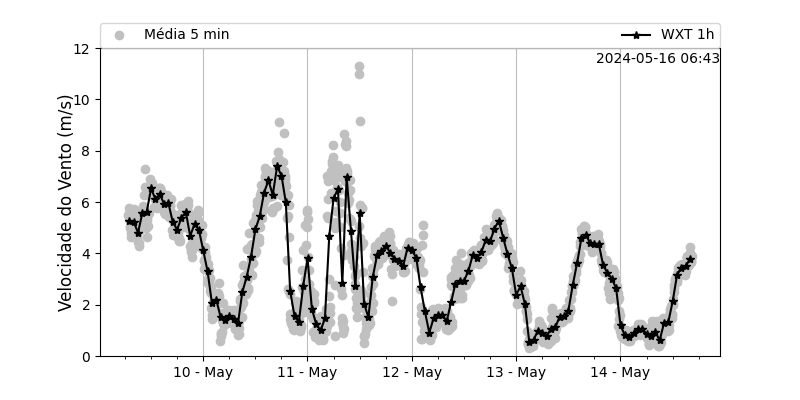 Média 5 min
WXT 1h
2024-05-16 06:43
Velocidade do Vento (m/s)
12
10
8
6
4
2
0
10 - May
11 - May
12 - May
13 - May
14 - May